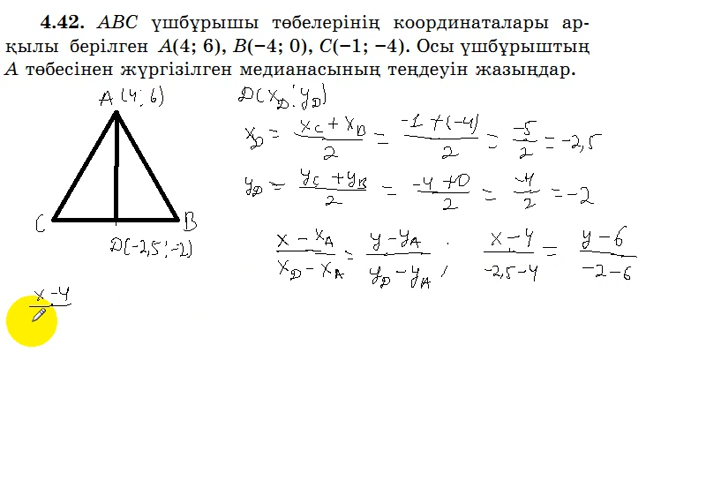 4.42. ABC үшбұрышы төбелерінің координаталары ар-
қылы берілген A(4; 6), B(−4; 0), C(−1; −4). Осы үшбұрыштың
A төбесінен жүргізілген медианасының теңдеуін жазыңдар.
A (4; 6)
D(x_D; y_D)
x_D = (x_C + x_B)/2 = (-1+(-4))/2 = -5/2 = -2,5
y_D = (y_C + y_B)/2 = (-4+0)/2 = -4/2 = -2
C B
D(-2,5; -2)
(x - x_A)/(x_D - x_A) = (y - y_A)/(y_D - y_A); (x-4)/(-2,5-4) = (y-6)/(-2-6)
x-4